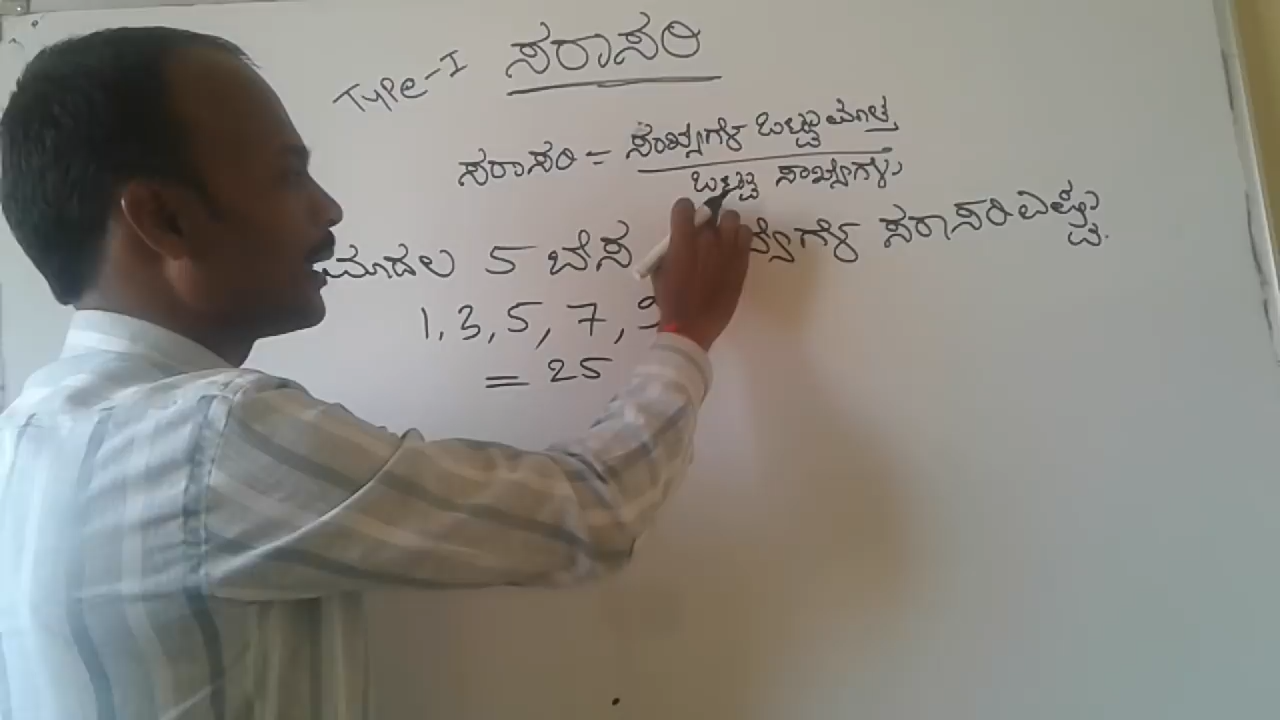 Type-I ಸರಾಸರಿ
ಸರಾಸರಿ = ಸಂಖ್ಯೆಗಳ ಒಟ್ಟು ಮೊತ್ತ
ಒಟ್ಟು ಸಂಖ್ಯೆಗಳು
ಮೊದಲ 5 ಬೆಸ ಸರಾಸರಿ ಎಷ್ಟು.
1, 3, 5, 7, 9
= 25